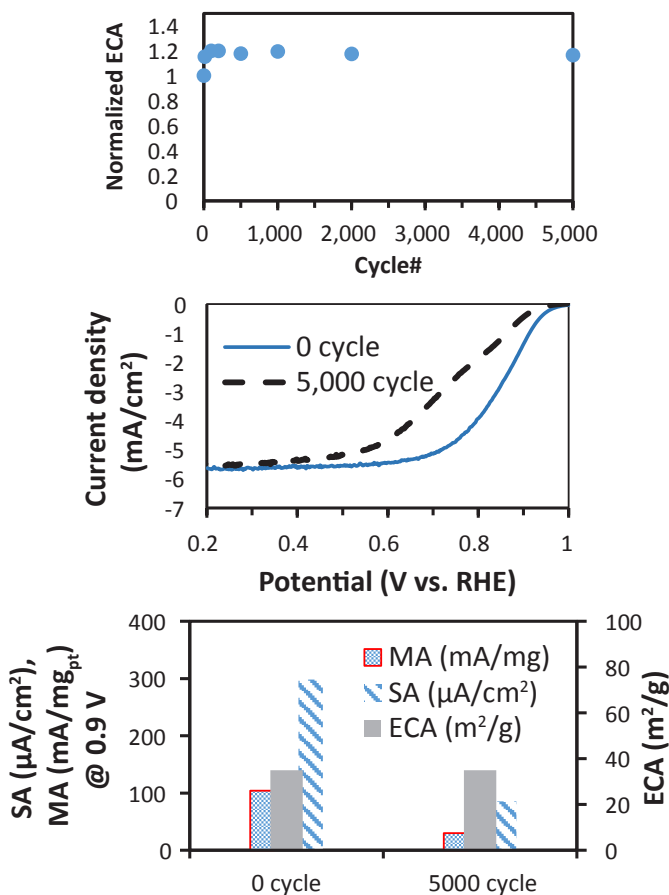 Normalized ECA
1.4
1.2
1
0.8
0.6
0.4
0.2
0
0 1,000 2,000 3,000 4,000 5,000
Cycle#
Current density
(mA/cm²)
0
-1
-2
-3
-4
-5
-6
-7
0 cycle
5,000 cycle
0.2 0.4 0.6 0.8 1
Potential (V vs. RHE)
SA (µA/cm²),
MA (mA/mgpt)
@ 0.9 V
400
300
200
100
0
MA (mA/mg)
SA (µA/cm²)
ECA (m²/g)
100
80
60
40
20
0
ECA (m²/g)
0 cycle 5000 cycle